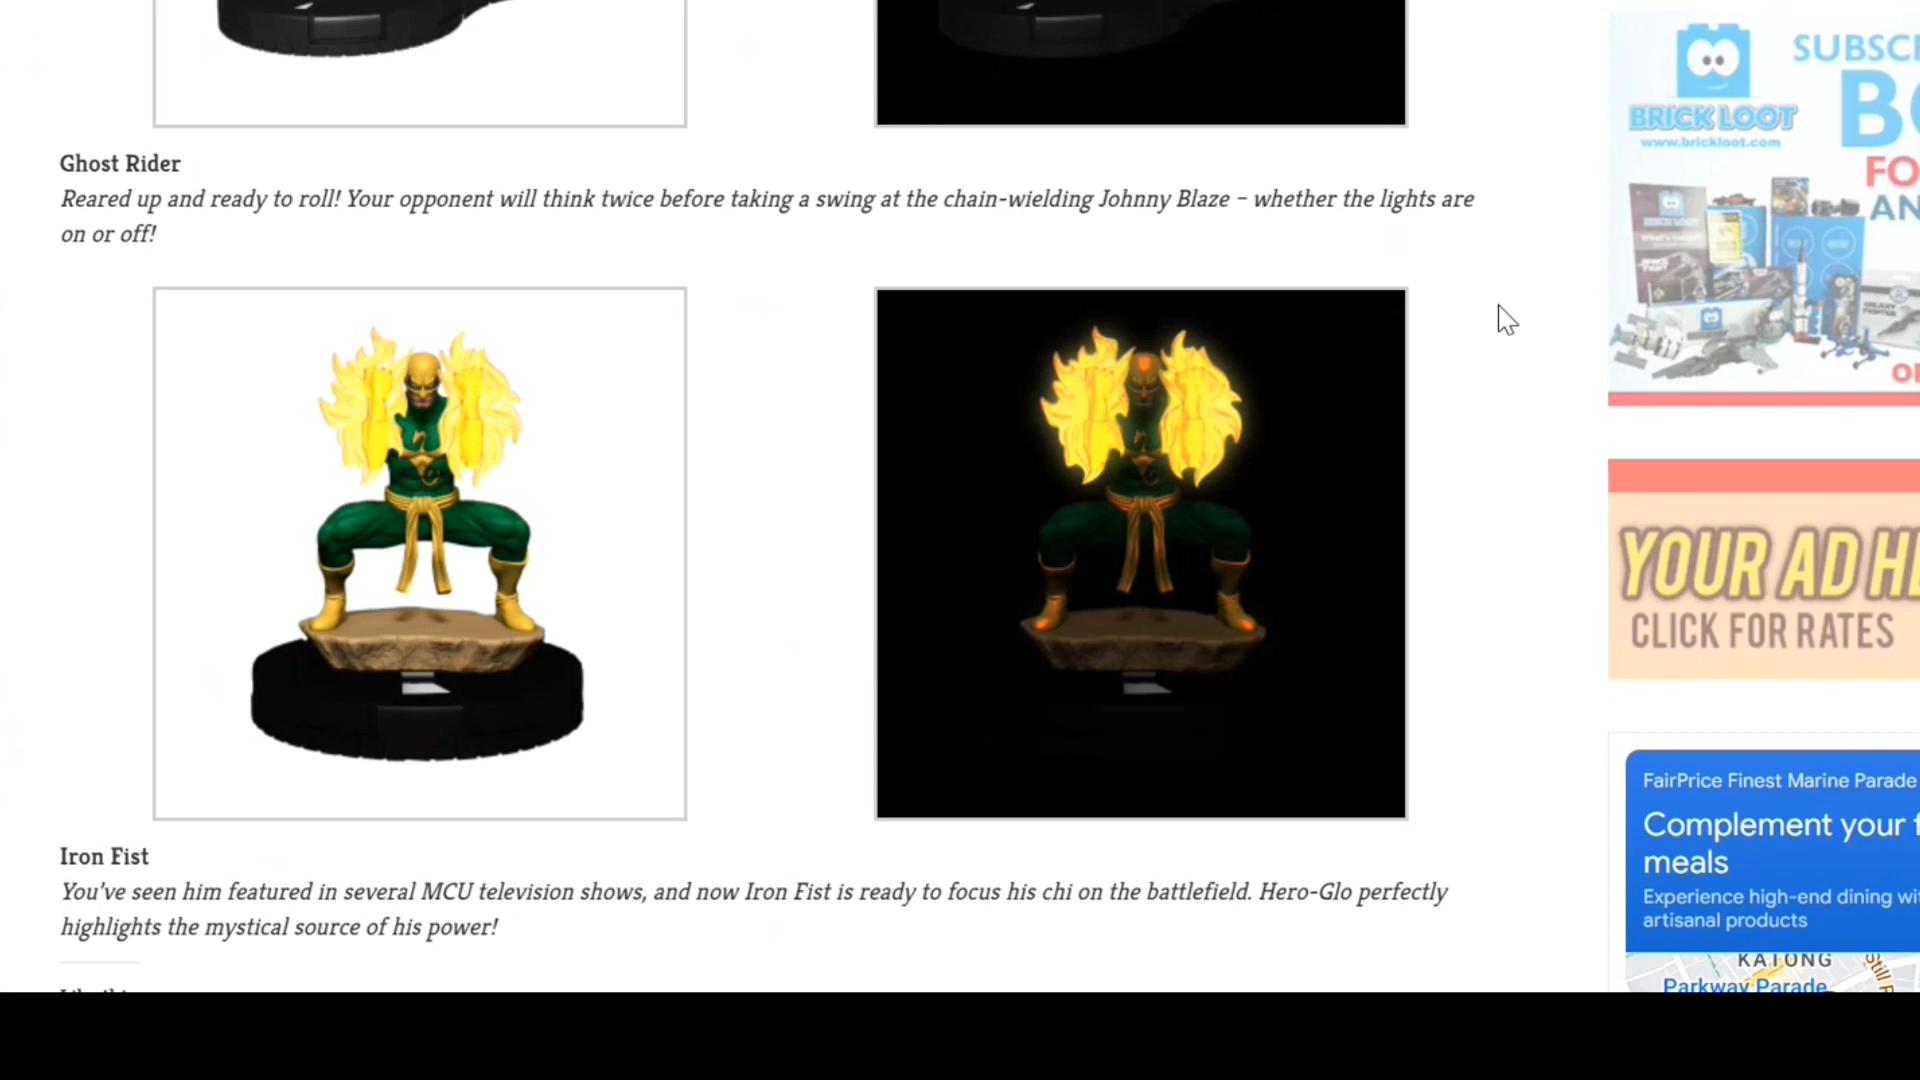 Ghost Rider
Reared up and ready to roll! Your opponent will think twice before taking a swing at the chain-wielding Johnny Blaze – whether the lights are
on or off!
Iron Fist
You've seen him featured in several MCU television shows, and now Iron Fist is ready to focus his chi on the battlefield. Hero-Glo perfectly
highlights the mystical source of his power!
SUBSC
BRICK LOOT
www.brickloot.com
B
FO
AN
YOUR AD HE
CLICK FOR RATES
FairPrice Finest Marine Parade
Complement your f
meals
Experience high-end dining wi
artisanal products
KATONG
Parkway Parade
Still R